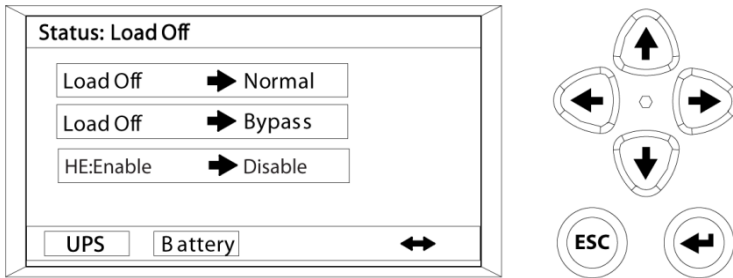 Status: Load Off
Load Off Normal
Load Off Bypass
HE:Enable Disable
UPS Battery
ESC